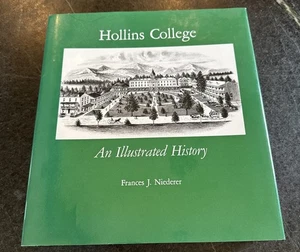 Hollins College
An Illustrated History
Frances J. Niederer